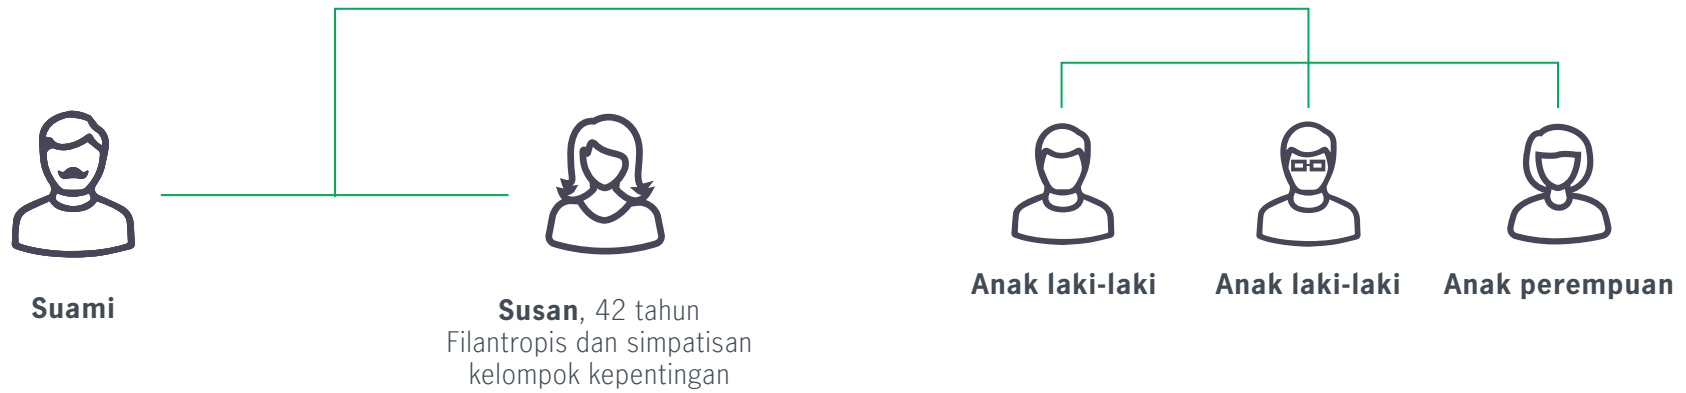 Suami
Susan, 42 tahun
Filantropis dan simpatisan
kelompok kepentingan
Anak laki-laki
Anak laki-laki
Anak perempuan